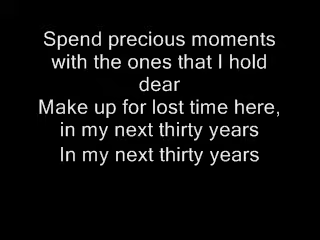 Spend precious moments
with the ones that I hold
dear
Make up for lost time here,
in my next thirty years
In my next thirty years